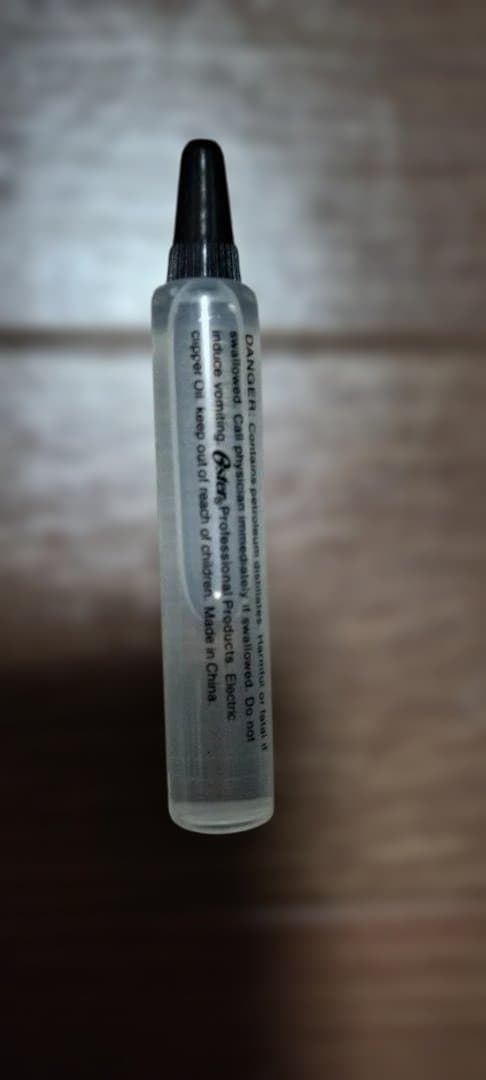 DANGER: Contains petroleum distillates. Harmful or fatal if
swallowed. Call physician immediately if swallowed. Do not
induce vomiting. Oster® Professional Products. Electric
Clipper Oil. keep out of reach of children. Made in China.